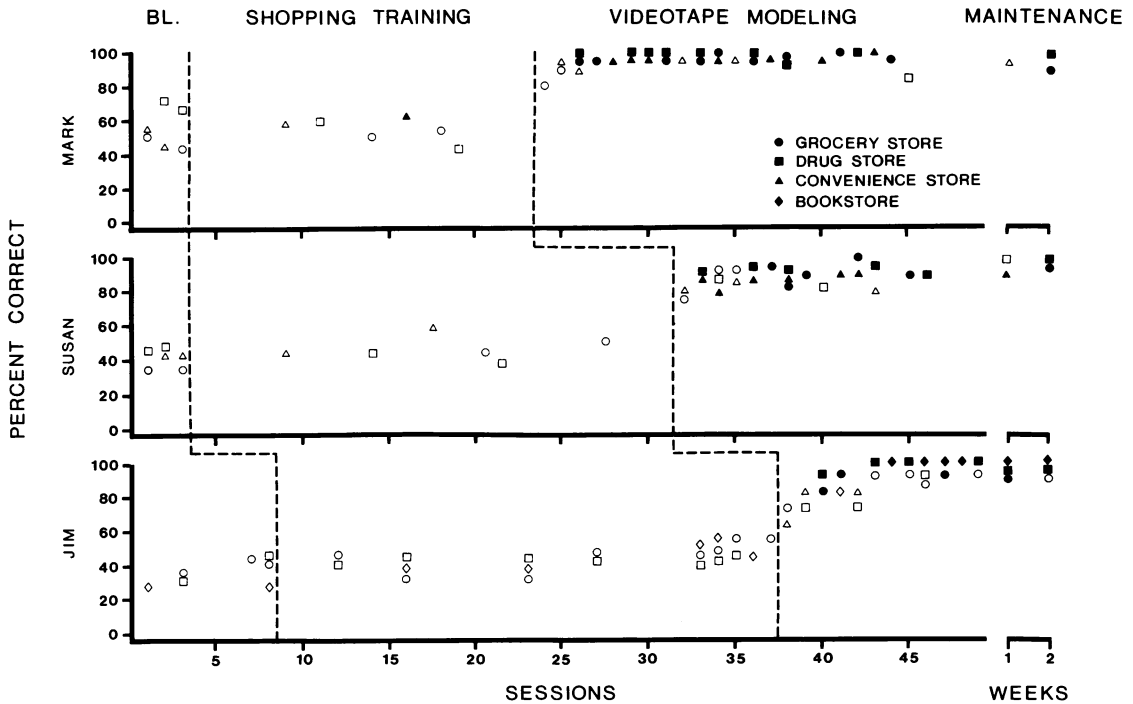 BL. SHOPPING TRAINING VIDEOTAPE MODELING MAINTENANCE
PERCENT CORRECT
MARK
100
80
60
40
20
0
GROCERY STORE
DRUG STORE
CONVENIENCE STORE
BOOKSTORE
SUSAN
100
80
60
40
20
0
JIM
100
80
60
40
20
0
5 10 15 20 25 30 35 40 45 1 2
SESSIONS WEEKS